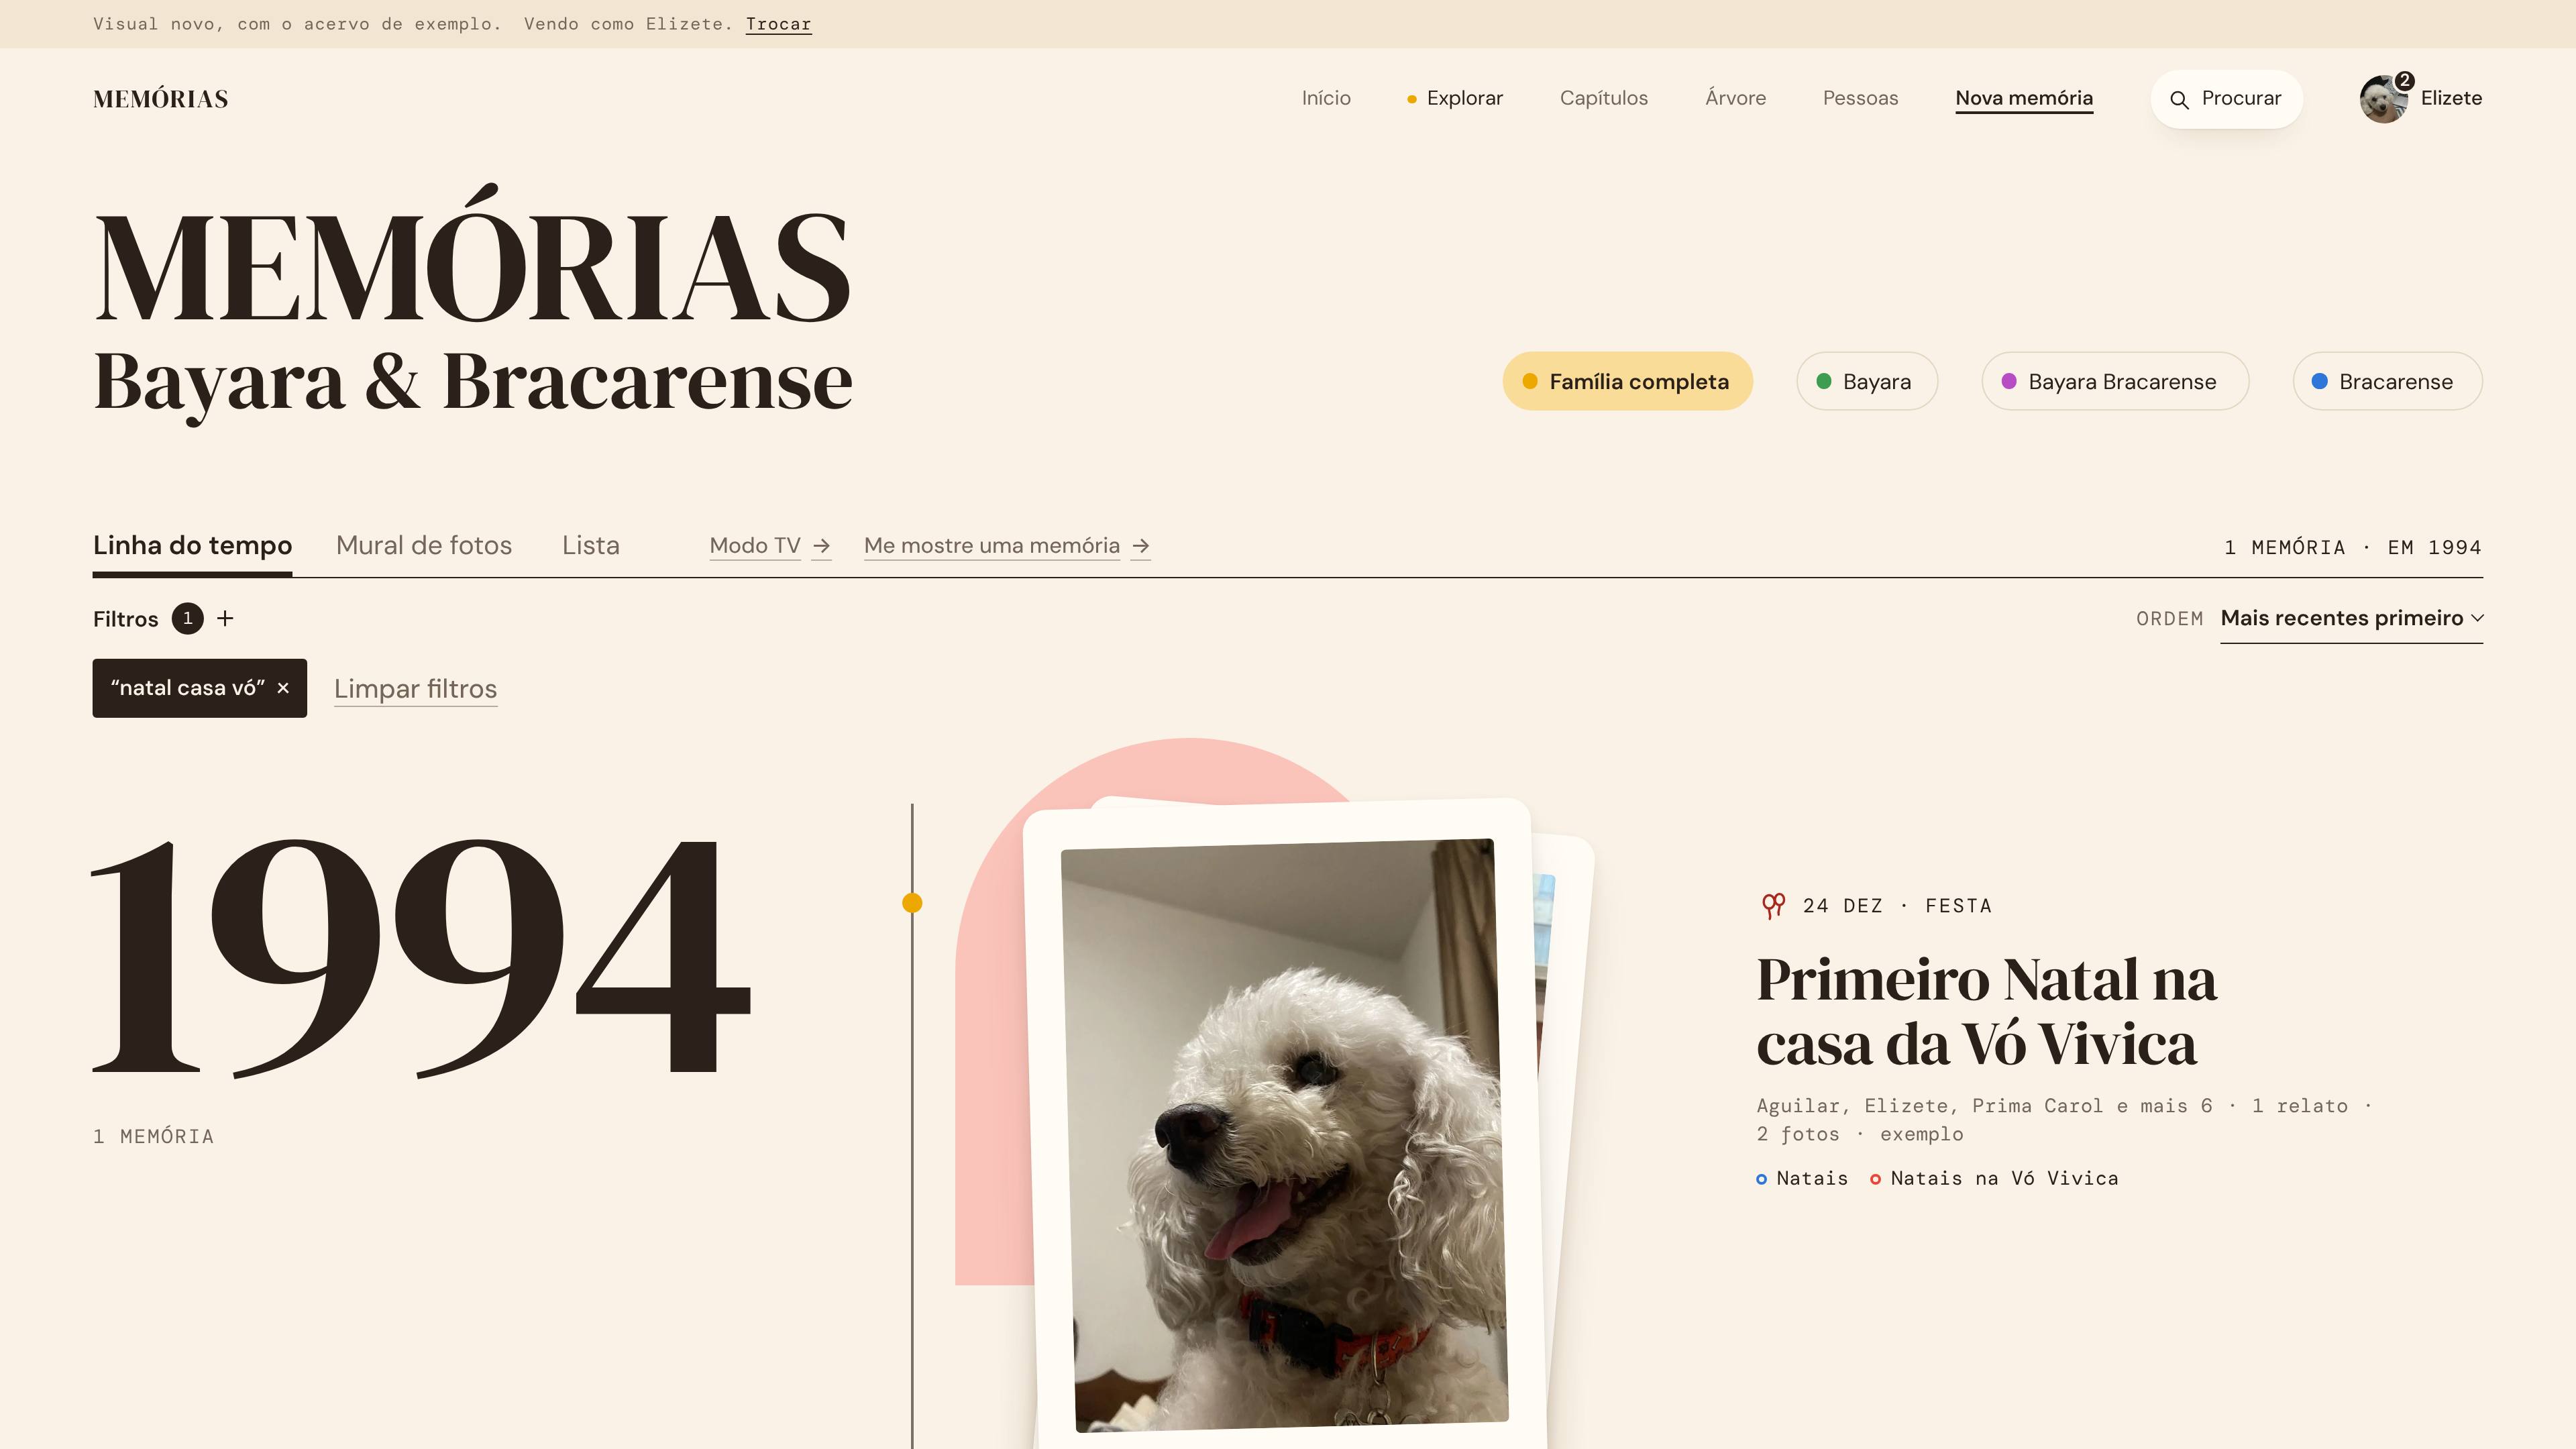 Visual novo, com o acervo de exemplo. Vendo como Elizete. Trocar
MEMÓRIAS
Início Explorar Capítulos Árvore Pessoas Nova memória Procurar 2 Elizete
MEMÓRIAS
Bayara & Bracarense
Família completa Bayara Bayara Bracarense Bracarense
Linha do tempo Mural de fotos Lista Modo TV → Me mostre uma memória → 1 MEMÓRIA · EM 1994
Filtros 1 + ORDEM Mais recentes primeiro
“natal casa vó” × Limpar filtros
1994
1 MEMÓRIA
24 DEZ · FESTA
Primeiro Natal na
casa da Vó Vivica
Aguilar, Elizete, Prima Carol e mais 6 · 1 relato ·
2 fotos · exemplo
Natais Natais na Vó Vivica